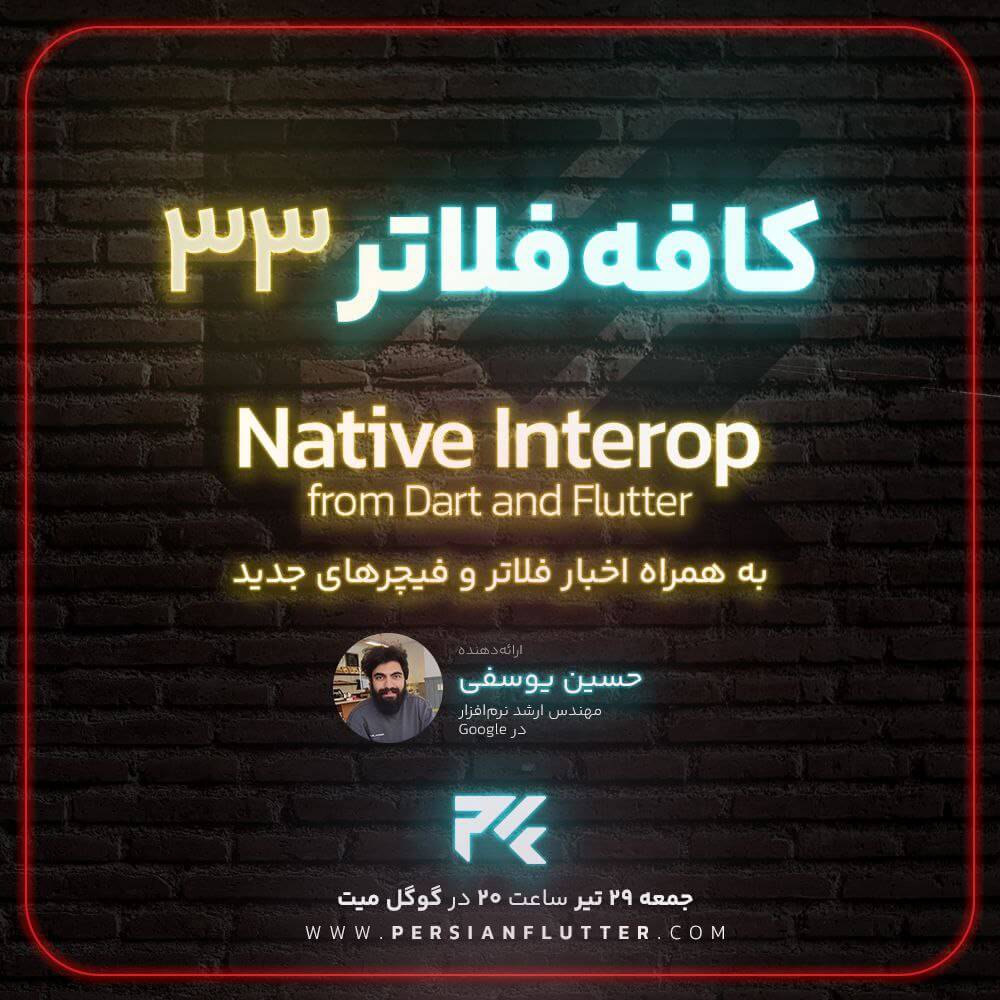 کافه‌فلاتر ۳۳
Native Interop
from Dart and Flutter
به همراه اخبار فلاتر و فیچرهای جدید
ارائه‌دهنده
حسین یوسفی
مهندس ارشد نرم‌افزار
در Google
جمعه ۲۹ تیر ساعت ۲۰ در گوگل میت
WWW.PERSIANFLUTTER.COM